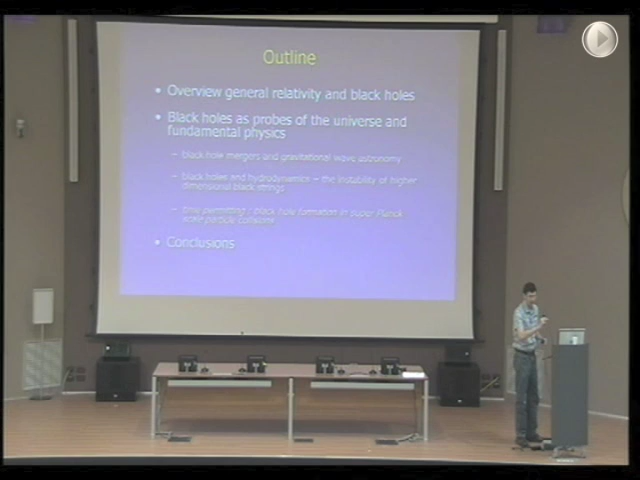 Outline
• Overview general relativity and black holes
• Black holes as probes of the universe and
fundamental physics
– black hole mergers and gravitational wave astronomy
– black holes and hydrodynamics – the instability of higher
dimensional black strings
– time permitting / black hole formation in super Planck
scale particle collisions
• Conclusions